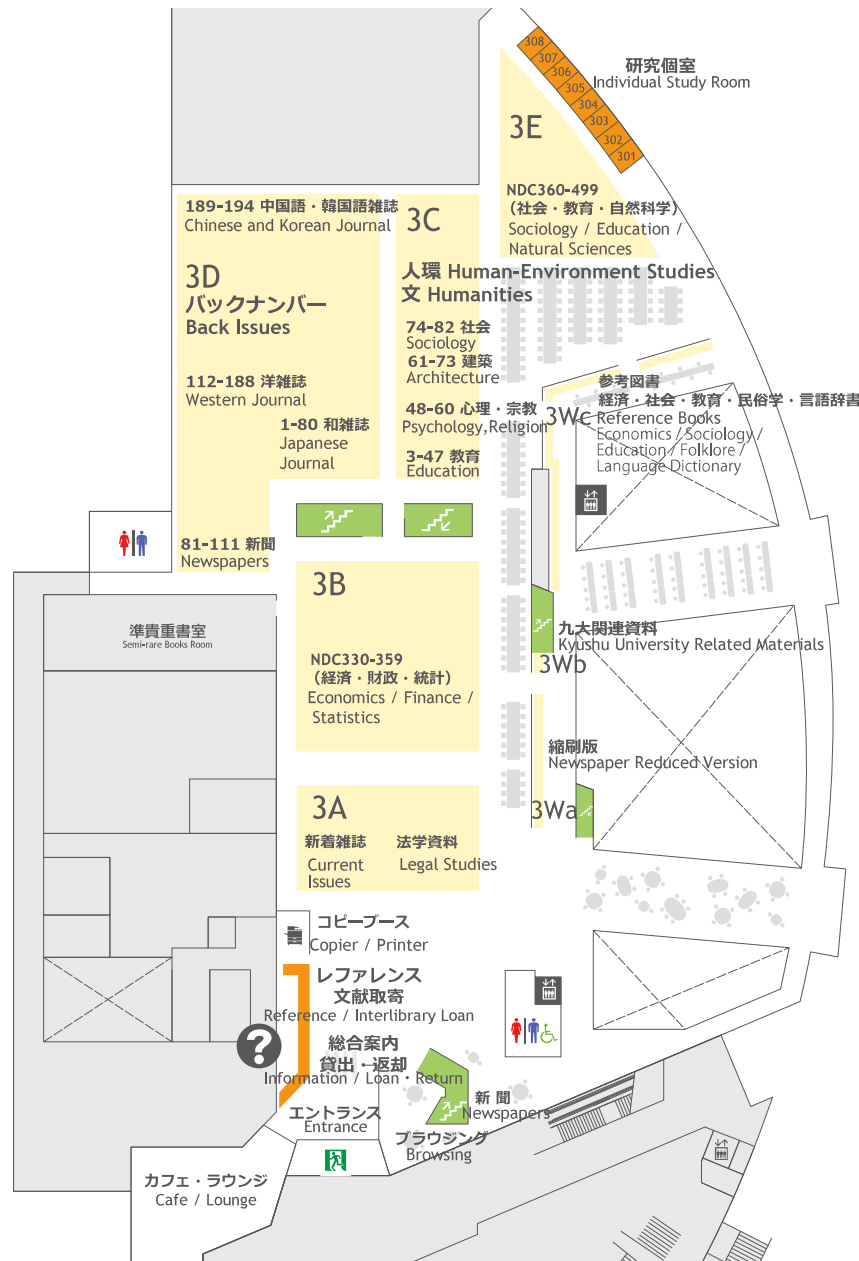 308
307
306
305
304
303
302
301
研究個室
Individual Study Room
3E
NDC360-499
(社会・教育・自然科学)
Sociology / Education /
Natural Sciences
189-194 中国語・韓国語雑誌
Chinese and Korean Journal
3D
バックナンバー
Back Issues
112-188 洋雑誌
Western Journal
1-80 和雑誌
Japanese
Journal
81-111 新聞
Newspapers
3C
人環 Human-Environment Studies
文 Humanities
74-82 社会
Sociology
61-73 建築
Architecture
48-60 心理・宗教
Psychology,Religion
3-47 教育
Education
3Wc
参考図書
経済・社会・教育・民俗学・言語辞書
Reference Books
Economics / Sociology /
Education / Folklore /
Language Dictionary
準貴重書室
Semi-rare Books Room
3B
NDC330-359
(経済・財政・統計)
Economics / Finance /
Statistics
九大関連資料
Kyushu University Related Materials
3Wb
縮刷版
Newspaper Reduced Version
3Wa
3A
新着雑誌
Current
Issues
法学資料
Legal Studies
コピーブース
Copier / Printer
レファレンス
文献取寄
Reference / Interlibrary Loan
?
総合案内
貸出・返却
Information / Loan・Return
新聞
Newspapers
エントランス
Entrance
ブラウジング
Browsing
カフェ・ラウンジ
Cafe / Lounge